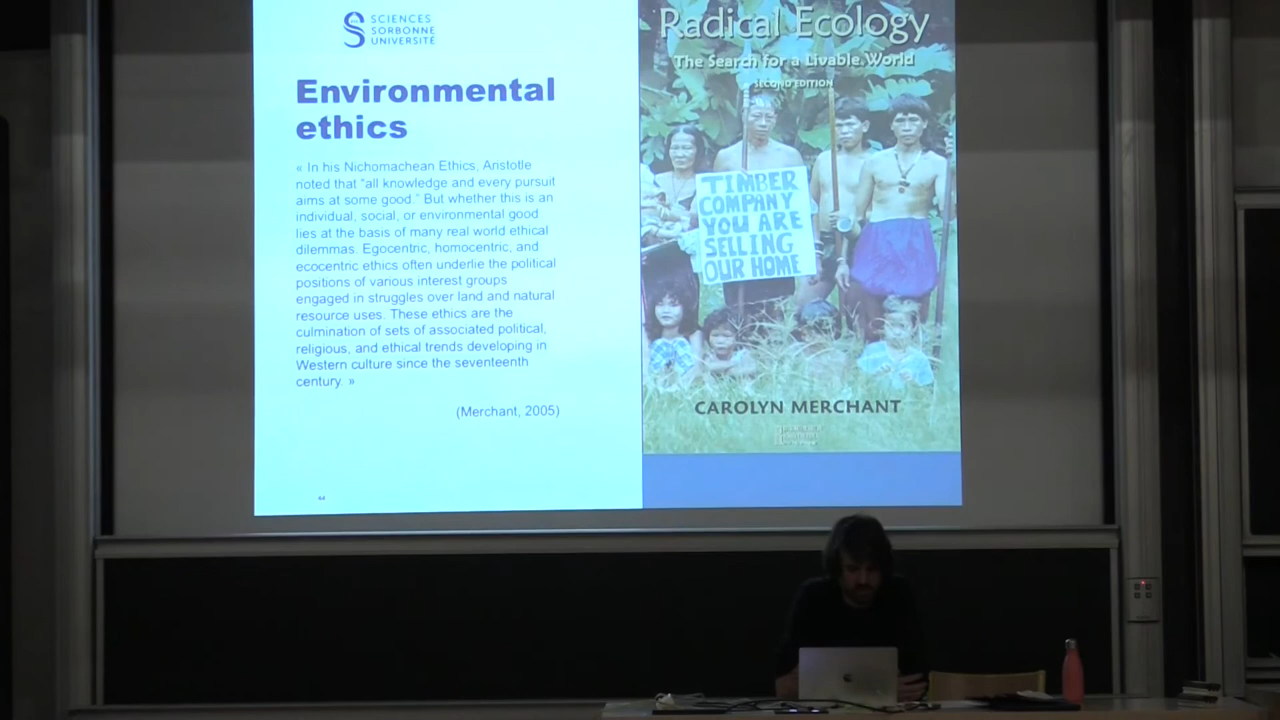 SCIENCES
SORBONNE
UNIVERSITÉ
Environmental
ethics
« In his Nichomachean Ethics, Aristotle
noted that "all knowledge and every pursuit
aims at some good." But whether this is an
individual, social, or environmental good
lies at the basis of many real world ethical
dilemmas. Egocentric, homocentric, and
ecocentric ethics often underlie the political
positions of various interest groups
engaged in struggles over land and natural
resource uses. These ethics are the
culmination of sets of associated political,
religious, and ethical trends developing in
Western culture since the seventeenth
century. »
(Merchant, 2005)
Radical Ecology
The Search for a Livable World
SECOND EDITION
TIMBER
COMPANY
YOU ARE
SELLING
OUR HOME
CAROLYN MERCHANT